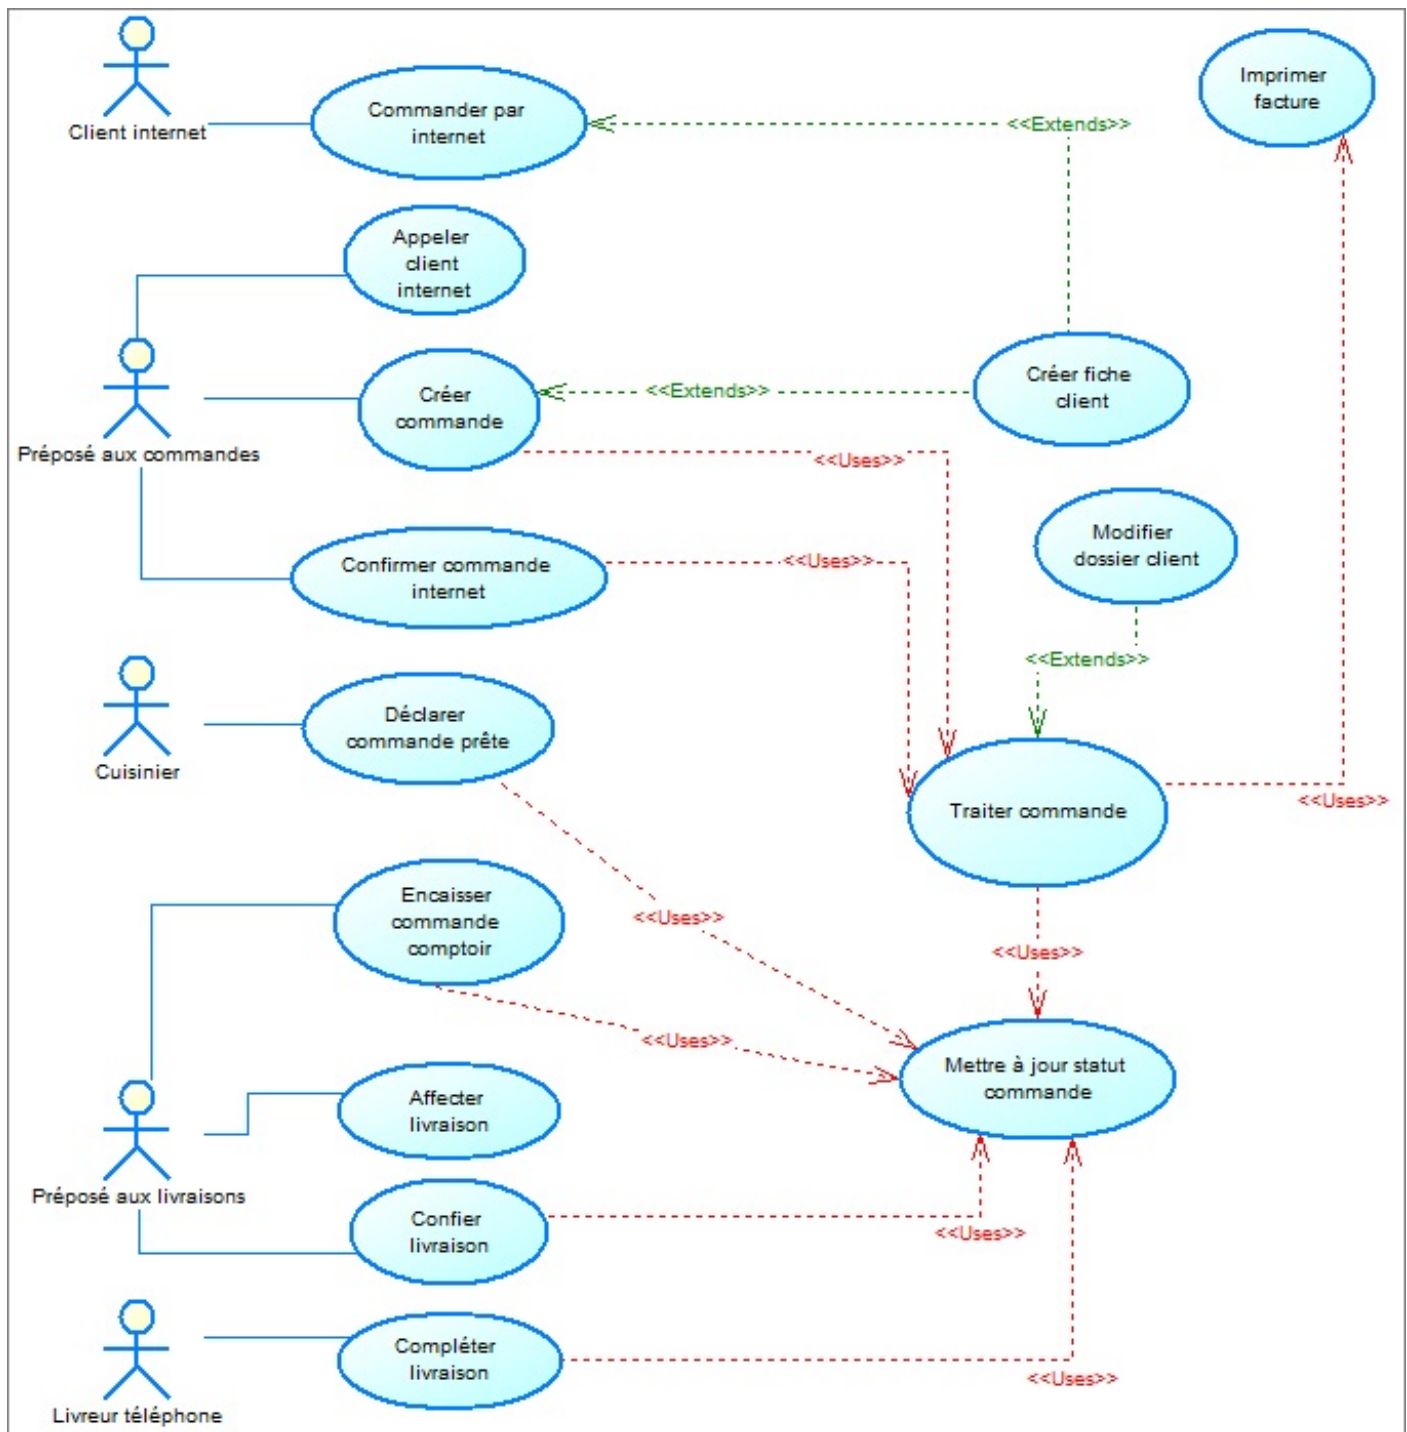 Client internet
Commander par
internet
<<Extends>>
Imprimer
facture
Appeler
client
internet
Préposé aux commandes
Créer
commande
<<Extends>>
Créer fiche
client
<<Uses>>
Modifier
dossier client
Confirmer commande
internet
<<Uses>>
<<Extends>>
Cuisinier
Déclarer
commande prête
Traiter commande
<<Uses>>
Encaisser
commande
comptoir
<<Uses>>
<<Uses>>
<<Uses>>
Mettre à jour statut
commande
Préposé aux livraisons
Affecter
livraison
Confier
livraison
<<Uses>>
Livreur téléphone
Compléter
livraison
<<Uses>>